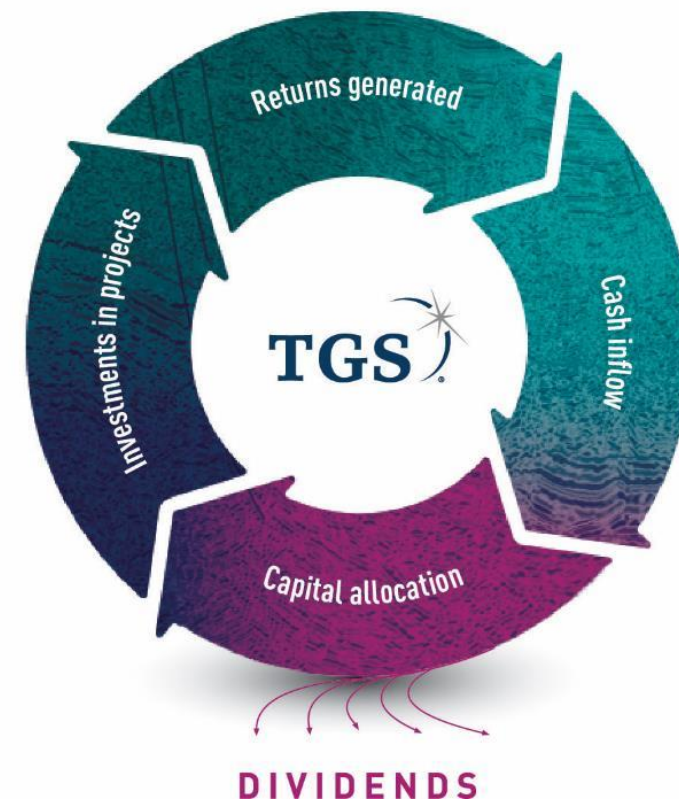 Returns generated
Cash inflow
Capital allocation
Investments in projects
TGS
DIVIDENDS